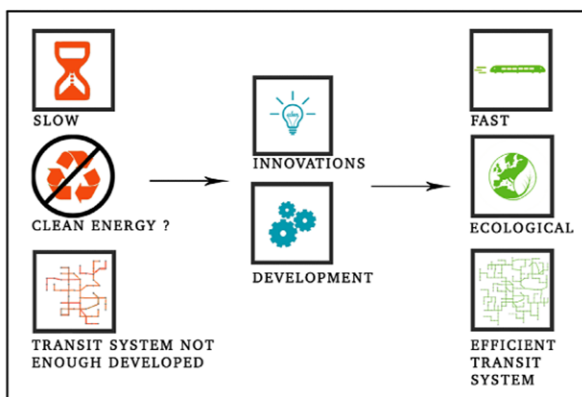 SLOW
CLEAN ENERGY ?
TRANSIT SYSTEM NOT
ENOUGH DEVELOPED
INNOVATIONS
DEVELOPMENT
FAST
ECOLOGICAL
EFFICIENT
TRANSIT
SYSTEM